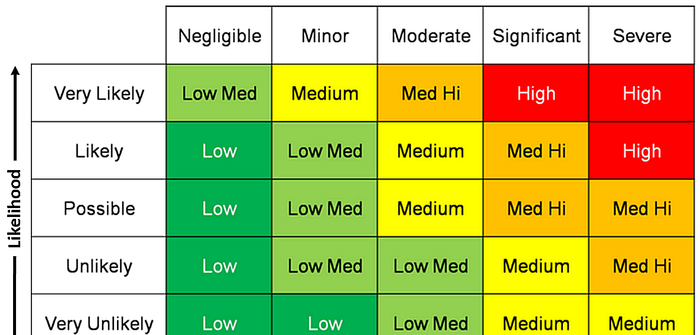 Negligible Minor Moderate Significant Severe
Very Likely Low Med Medium Med Hi High High
Likely Low Low Med Medium Med Hi High
Possible Low Low Med Medium Med Hi Med Hi
Unlikely Low Low Med Low Med Medium Med Hi
Very Unlikely Low Low Low Med Medium Medium
Likelihood